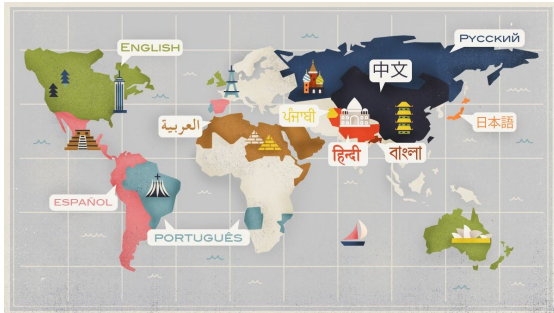 ENGLISH
РУССКИЙ
中文
العربية
ਪੰਜਾਬੀ
日本語
हिन्दी
বাংলা
ESPAÑOL
PORTUGUÊS